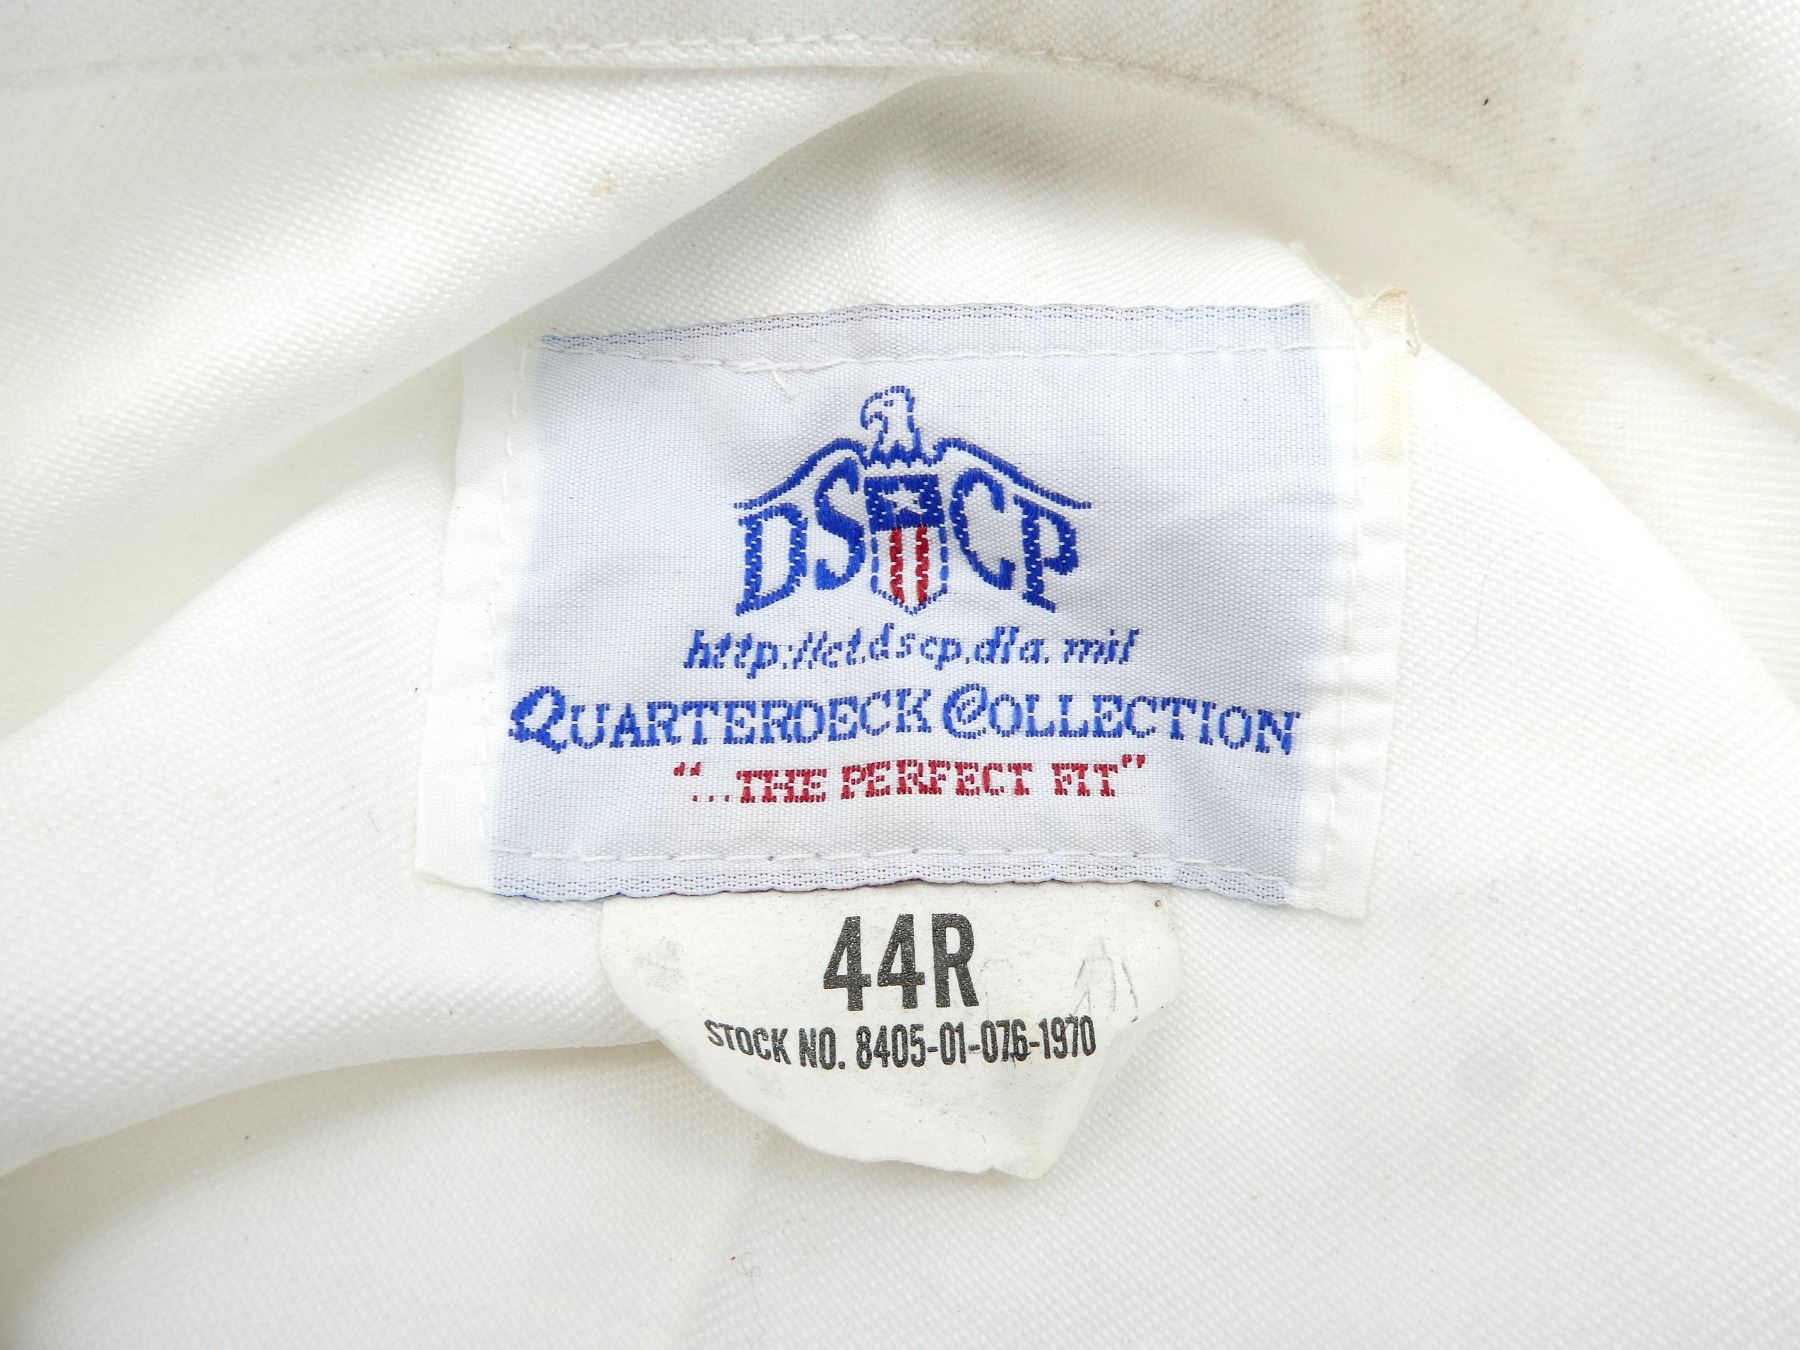 DSCP
http://ct.dscp.dla.mil
QUARTERDECK COLLECTION
"...THE PERFECT FIT"
44R
STOCK NO. 8405-01-076-1970